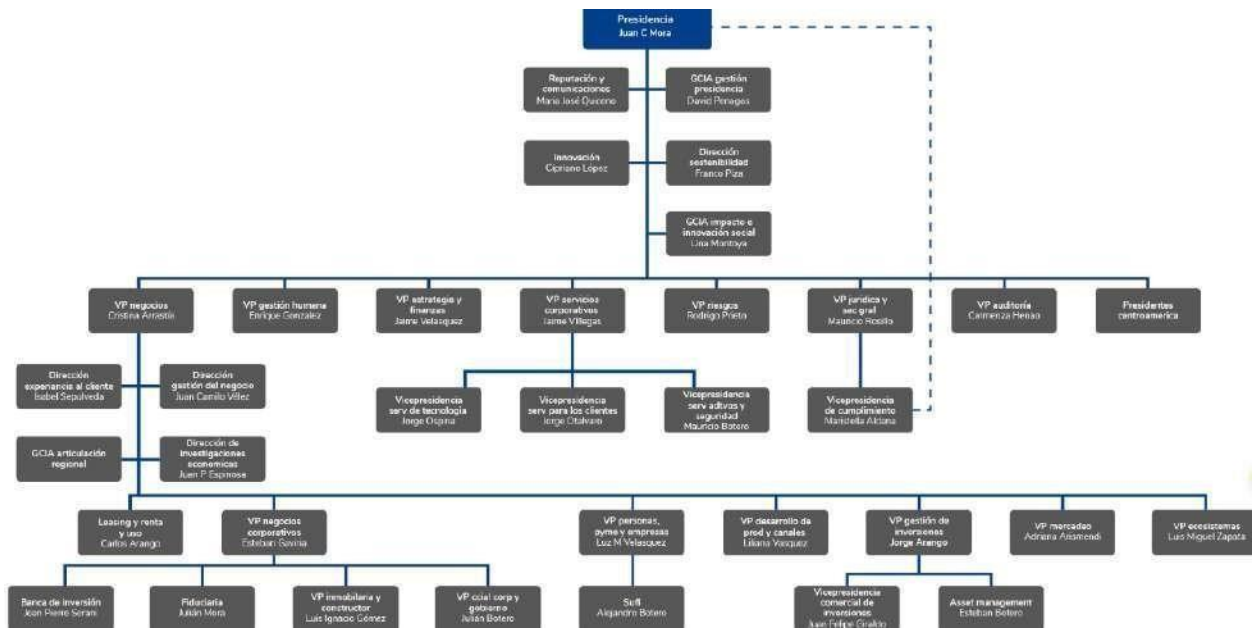 Presidencia
Juan C Mora
Reputación y
comunicaciones
María José Quiceno
GCIA gestión
presidencia
David Penagos
Innovación
Cipriano López
Dirección
sostenibilidad
Franco Piza
GCIA impacto e
innovación social
Lina Montoya
VP negocios
Cristina Arrastía
VP gestión humana
Enrique Gonzalez
VP estrategia y
finanzas
Jaime Velasquez
VP servicios
corporativos
Jaime Villegas
VP riesgos
Rodrigo Prieto
VP jurídica y
sec gral
Mauricio Rosillo
VP auditoría
Carmenza Henao
Presidentes
centroamerica
Dirección
experiencia al cliente
Isabel Sepúlveda
Dirección
gestión del negocio
Juan Camilo Vélez
Vicepresidencia
serv de tecnología
Jorge Ospina
Vicepresidencia
serv para los clientes
Jorge Otalvaro
Vicepresidencia
serv adtvos y
seguridad
Mauricio Botero
Vicepresidencia
de cumplimiento
Maristella Aldana
GCIA articulación
regional
Dirección de
investigaciones
economicas
Juan P Espinosa
Leasing y renta
y uso
Carlos Arango
VP negocios
corporativos
Esteban Gaviria
VP personas,
pyme y empresas
Luz M Velasquez
VP desarrollo de
prod y canales
Liliana Vasquez
VP gestión de
inversiones
Jorge Arango
VP mercadeo
Adriana Arismendi
VP ecosistemas
Luis Miguel Zapata
Banca de inversión
Jean Pierre Serani
Fiduciaria
Julián Mora
VP inmobiliaria y
constructor
Luis Ignacio Gómez
VP ccial corp y
gobierno
Julián Botero
Sufi
Alejandro Botero
Vicepresidencia
comercial de
inversiones
Juan Felipe Giraldo
Asset management
Esteban Botero